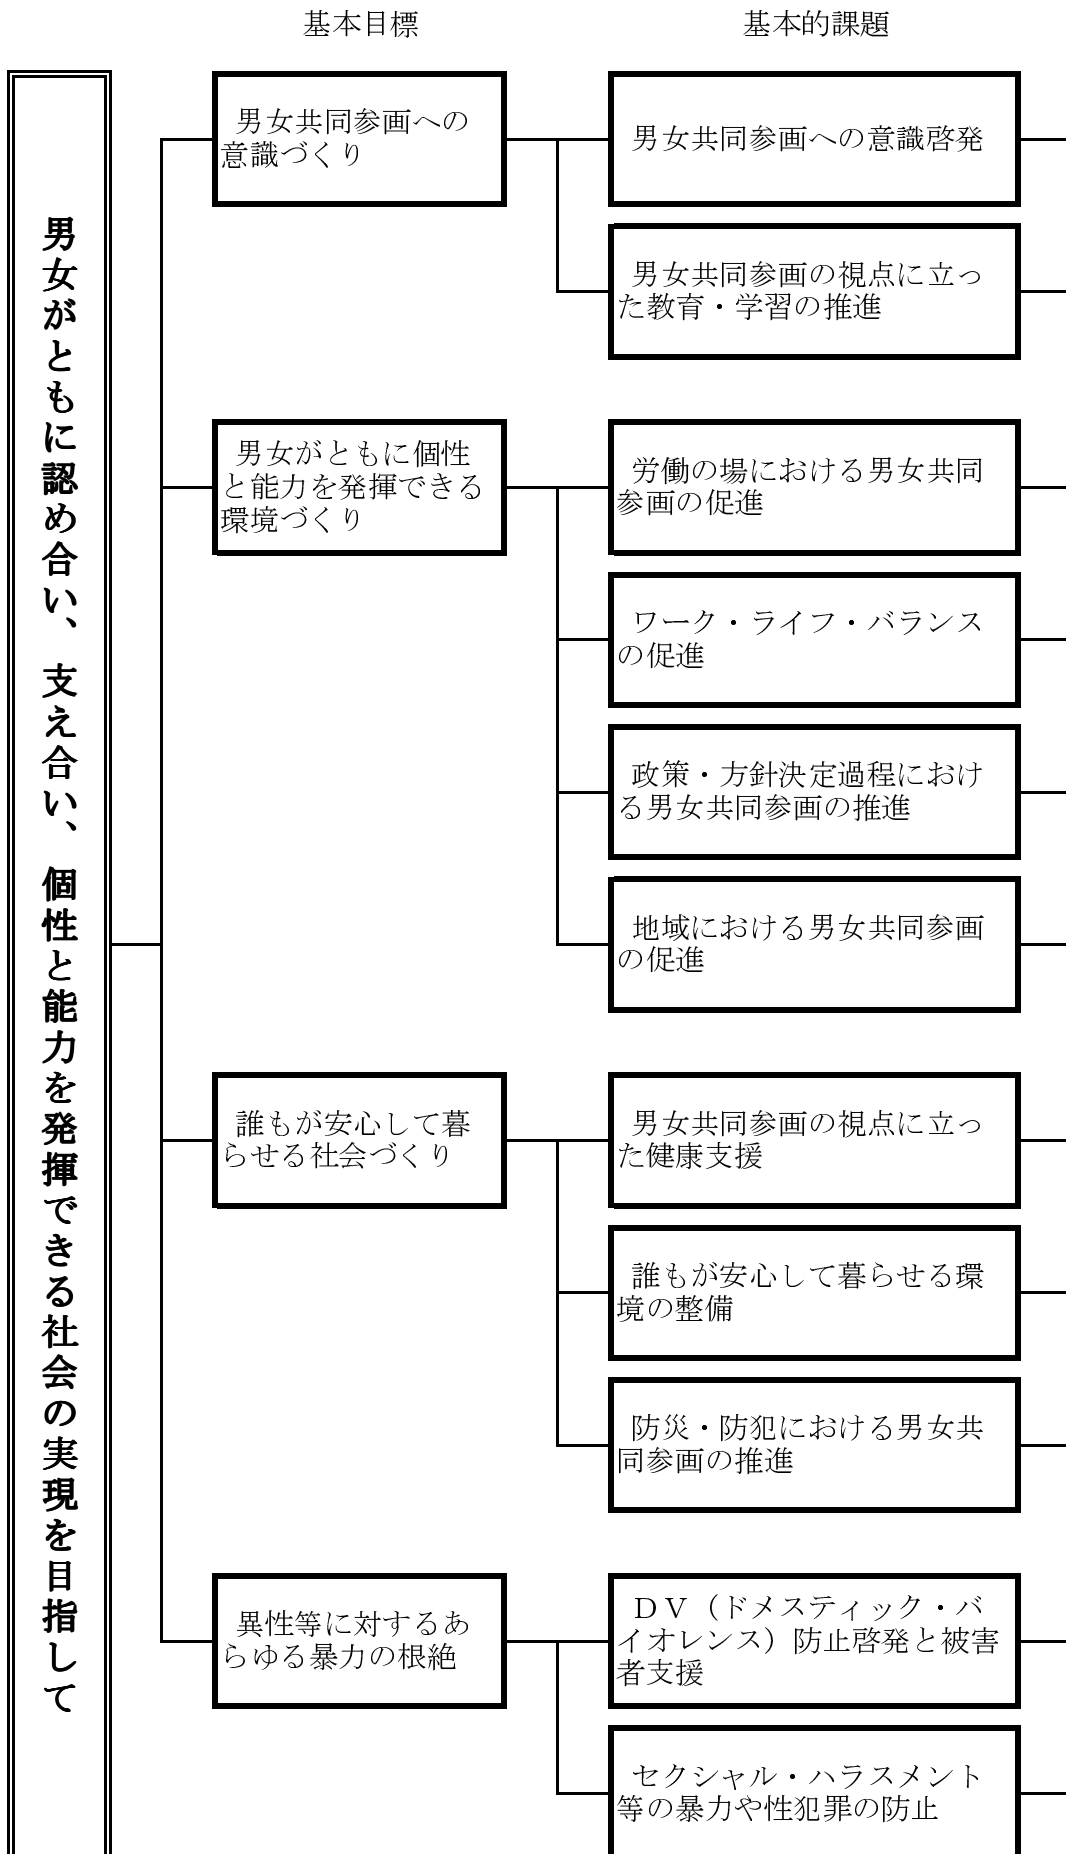 基本目標
基本的課題
男女がともに認め合い、支え合い、個性と能力を発揮できる社会の実現を目指して
男女共同参画への
意識づくり
男女共同参画への意識啓発
男女共同参画の視点に立っ
た教育・学習の推進
男女がともに個性
と能力を発揮できる
環境づくり
労働の場における男女共同
参画の促進
ワーク・ライフ・バランス
の促進
政策・方針決定過程におけ
る男女共同参画の推進
地域における男女共同参画
の促進
誰もが安心して暮
らせる社会づくり
男女共同参画の視点に立っ
た健康支援
誰もが安心して暮らせる環
境の整備
防災・防犯における男女共
同参画の推進
異性等に対するあ
らゆる暴力の根絶
ＤＶ（ドメスティック・バ
イオレンス）防止啓発と被害
者支援
セクシャル・ハラスメント
等の暴力や性犯罪の防止